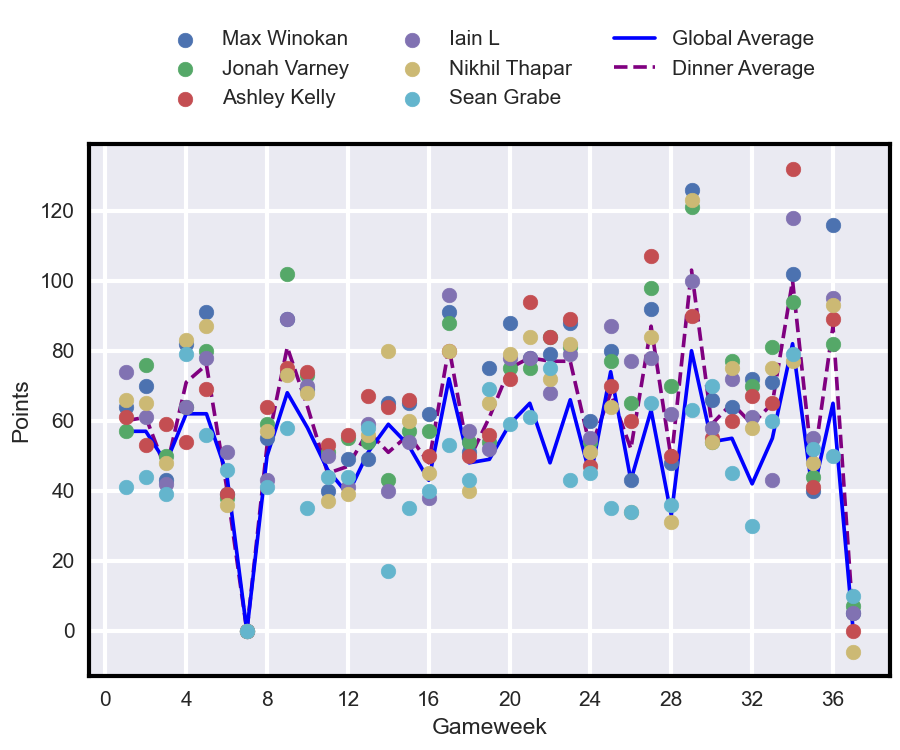 Max Winokan
Jonah Varney
Ashley Kelly
Iain L
Nikhil Thapar
Sean Grabe
Global Average
Dinner Average
120
100
80
60
40
20
0
Points
0 4 8 12 16 20 24 28 32 36
Gameweek